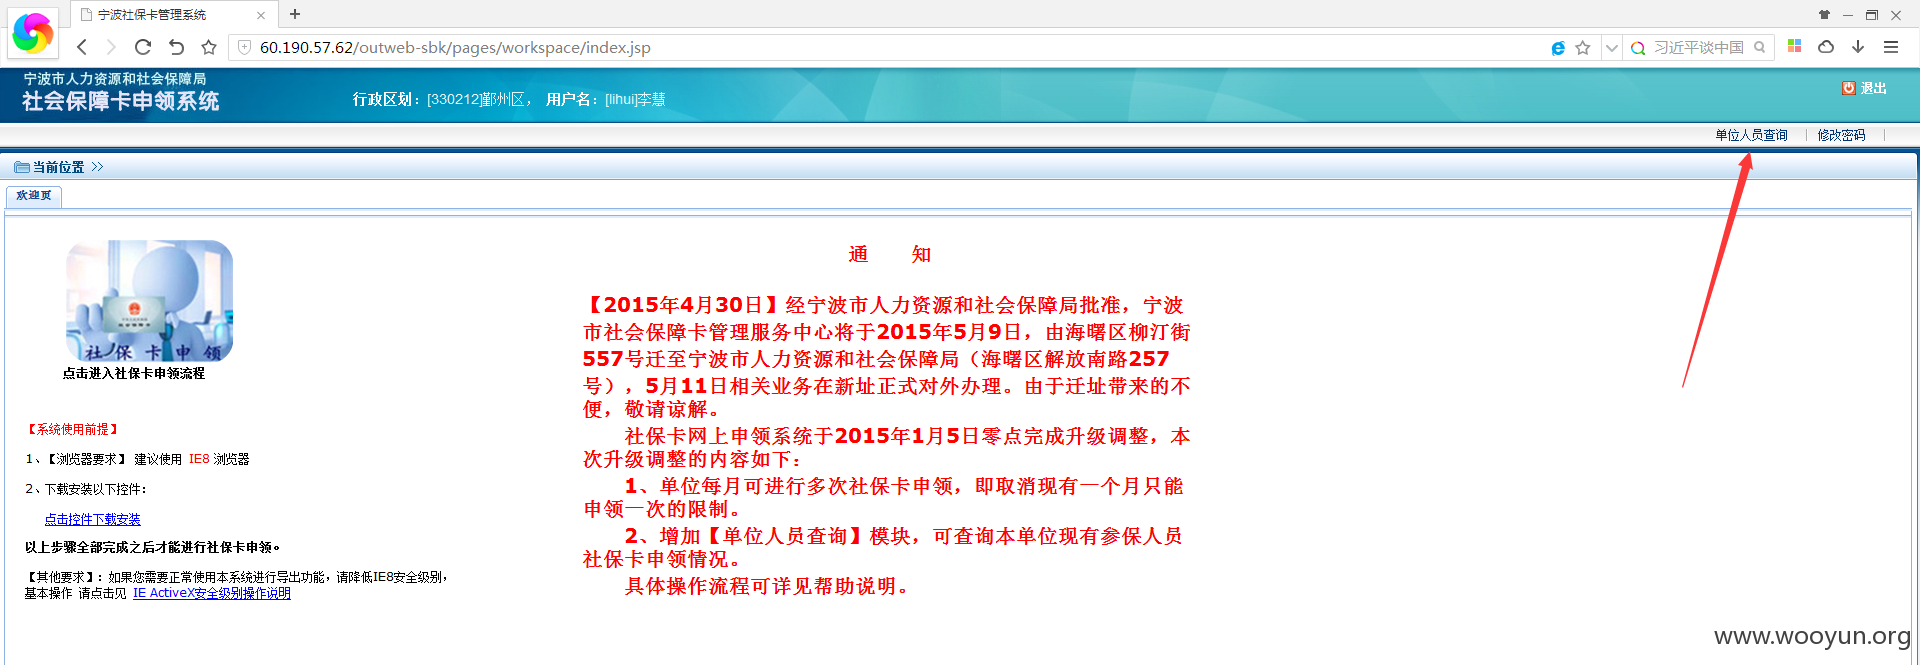 宁波社保卡管理系统
60.190.57.62/outweb-sbk/pages/workspace/index.jsp
习近平谈中国
宁波市人力资源和社会保障局
社会保障卡申领系统
行政区划：[330212]鄞州区， 用户名：[lihui]李慧
退出
单位人员查询 | 修改密码 |
当前位置 >>
欢迎页
社 保 卡 申 领
点击进入社保卡申领流程
【系统使用前提】
1、【浏览器要求】 建议使用 IE8 浏览器
2、下载安装以下控件：
点击控件下载安装
以上步骤全部完成之后才能进行社保卡申领。
【其他要求】：如果您需要正常使用本系统进行导出功能，请降低IE8安全级别，
基本操作 请点击见 IE ActiveX安全级别操作说明
通 知
【2015年4月30日】经宁波市人力资源和社会保障局批准，宁波
市社会保障卡管理服务中心将于2015年5月9日，由海曙区柳汀街
557号迁至宁波市人力资源和社会保障局（海曙区解放南路257
号），5月11日相关业务在新址正式对外办理。由于迁址带来的不
便，敬请谅解。
社保卡网上申领系统于2015年1月5日零点完成升级调整，本
次升级调整的内容如下：
1、单位每月可进行多次社保卡申领，即取消现有一个月只能
申领一次的限制。
2、增加【单位人员查询】模块，可查询本单位现有参保人员
社保卡申领情况。
具体操作流程可详见帮助说明。
www.wooyun.org